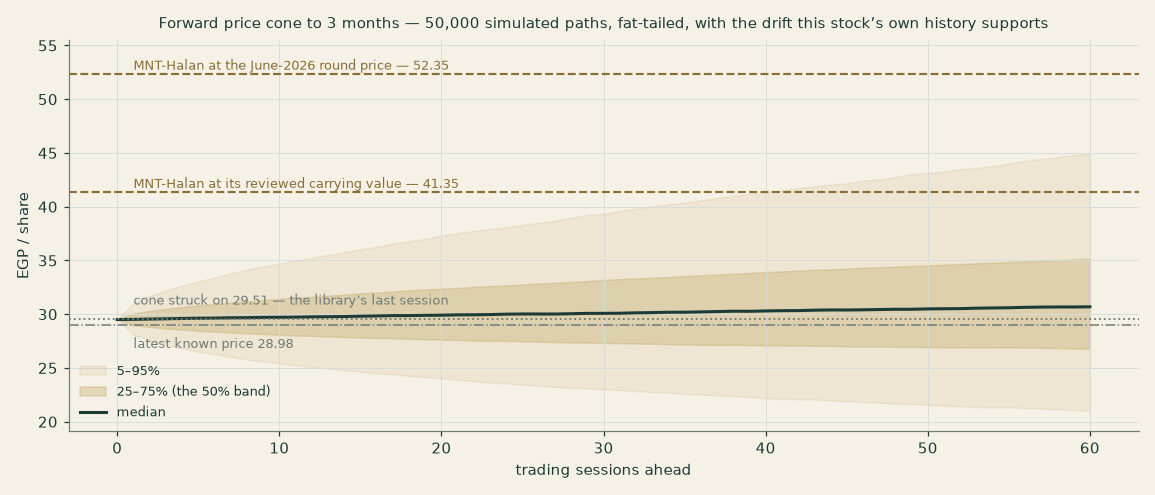 Forward price cone to 3 months — 50,000 simulated paths, fat-tailed, with the drift this stock’s own history supports
55
50
45
40
35
30
25
20
EGP / share
MNT-Halan at the June-2026 round price — 52.35
MNT-Halan at its reviewed carrying value — 41.35
cone struck on 29.51 — the library’s last session
latest known price 28.98
5–95%
25–75% (the 50% band)
median
0
10
20
30
40
50
60
trading sessions ahead